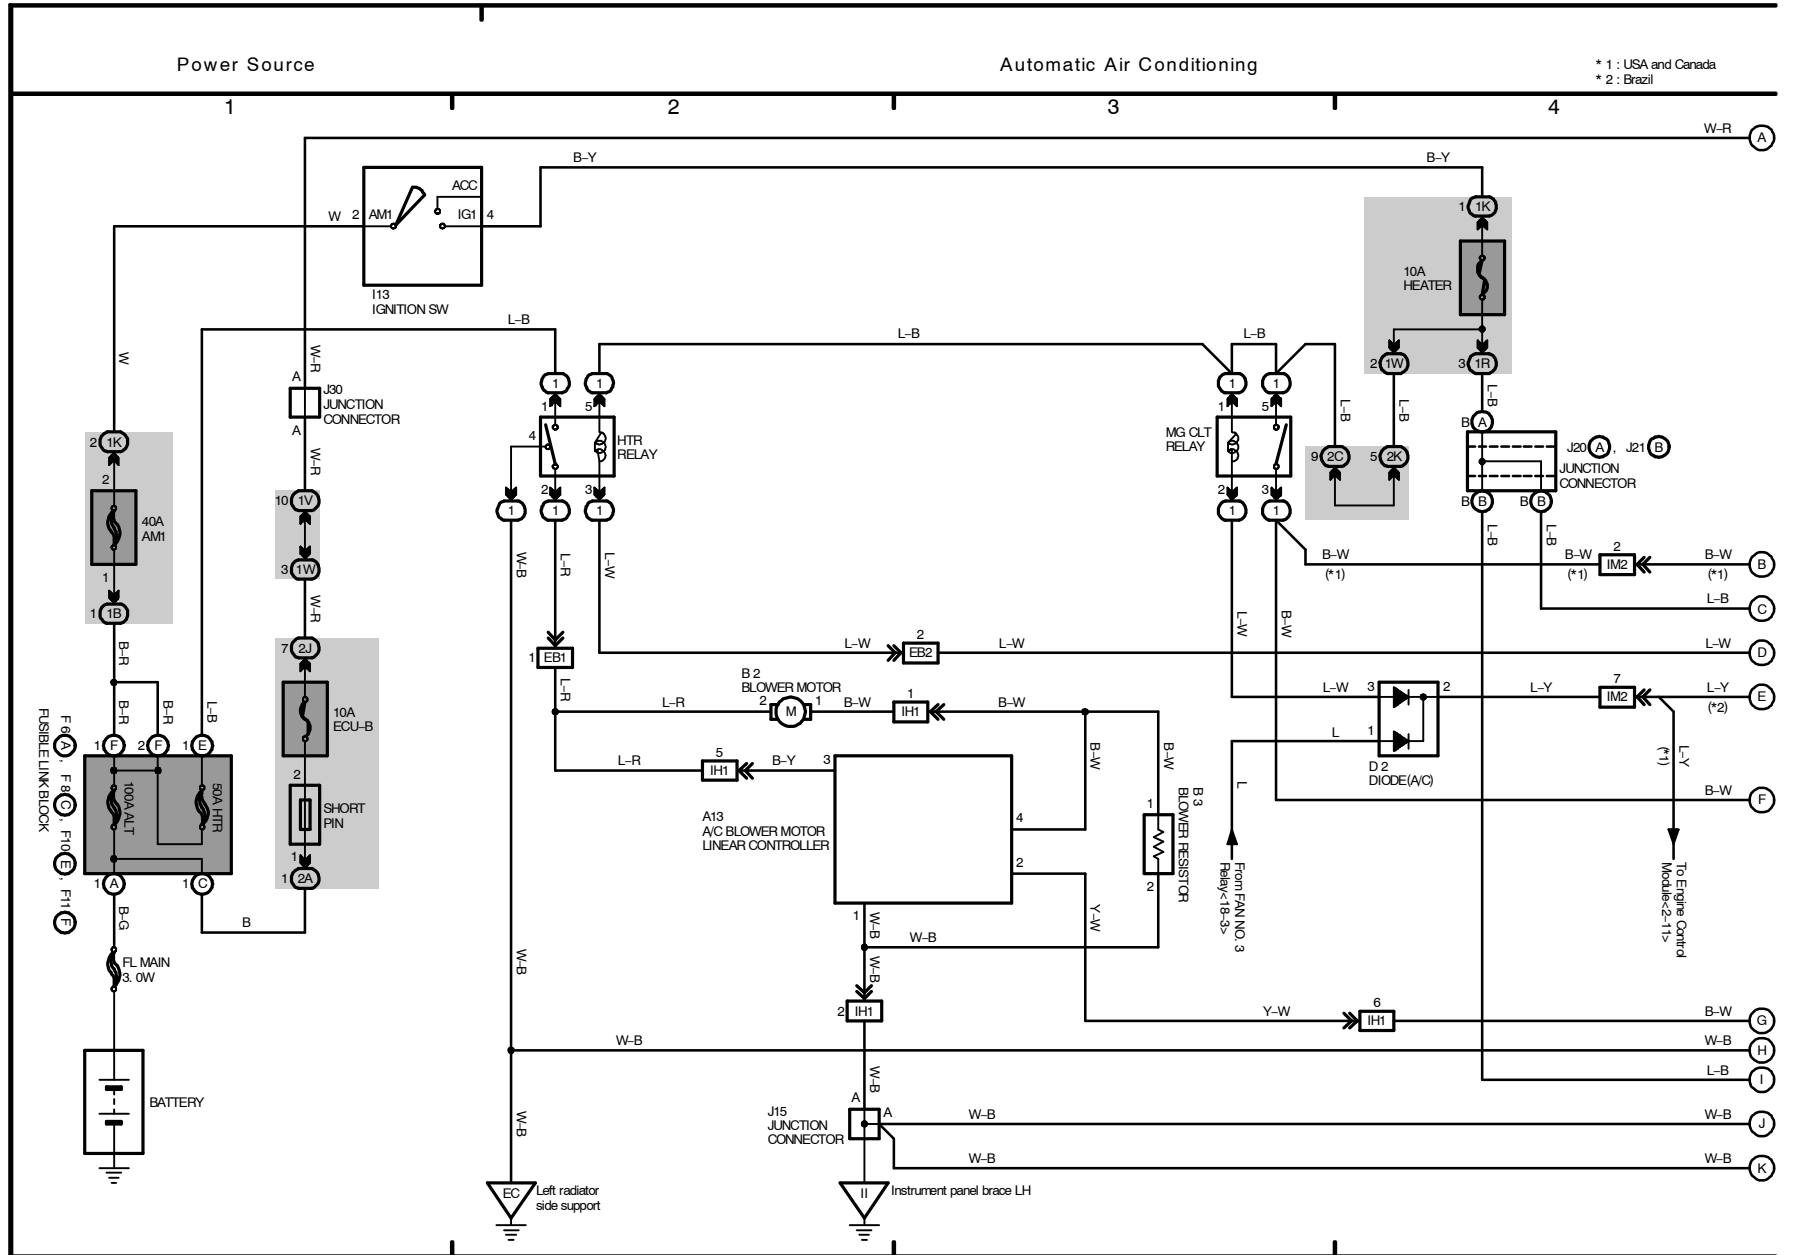 Power Source
Automatic Air Conditioning
* 1 : USA and Canada
* 2 : Brazil
1
2
3
4
W–R
A
B–Y
B–Y
ACC
W 2 AM1 IG1 4
I13
IGNITION SW
1 1K
10A
HEATER
2 1W
3 1R
L–B
L–B
L–B
W
W–R
A
J30
JUNCTION
CONNECTOR
A
W–R
1
1
1
5
4
HTR
RELAY
2
3
1
1
1
1
1
1
5
MG CLT
RELAY
2
3
1
1
L–B
L–B
L–B
9 2C
5 2K
B A
J20 A , J21 B
JUNCTION
CONNECTOR
B B
B B
L–B
L–B
2 1K
2
40A
AM1
1
1 1B
10 1V
3 1W
W–R
W–B
L–R
L–W
B–W
(*1)
B–W
(*1)
2
IM2
B–W
(*1)
B
L–B
C
L–W
B–W
B–R
7 2J
10A
ECU–B
2
SHORT
PIN
1
1 2A
1 EB1
L–R
L–W
2
EB2
L–W
L–W
D
B 2
BLOWER MOTOR
L–R
2
M
1
B–W
1
IH1
B–W
L–W
3
2
L–Y
7
IM2
L–Y
(*2)
E
L
1
D 2
DIODE(A/C)
L–Y
(*1)
B–R
B–R
L–B
1 F
2 F
1 E
F 6 A , F 8 C , F10 E , F11 F
FUSIBLE LINK BLOCK
100A ALT
50A HTR
1 A
1 C
B
B–G
FL MAIN
3. 0W
BATTERY
L–R
5
IH1
B–Y
3
A13
A/C BLOWER MOTOR
LINEAR CONTROLLER
4
2
1
B–W
B–W
1
B 3
BLOWER RESISTOR
2
L
From FAN NO. 3
Relay<18–3>
B–W
F
To Engine Control
Module<2–11>
W–B
W–B
Y–W
W–B
W–B
2 IH1
Y–W
6
IH1
B–W
G
W–B
W–B
H
L–B
I
W–B
A
J15
JUNCTION
CONNECTOR
A
W–B
W–B
J
W–B
W–B
K
W–B
EC
Left radiator
side support
II
Instrument panel brace LH